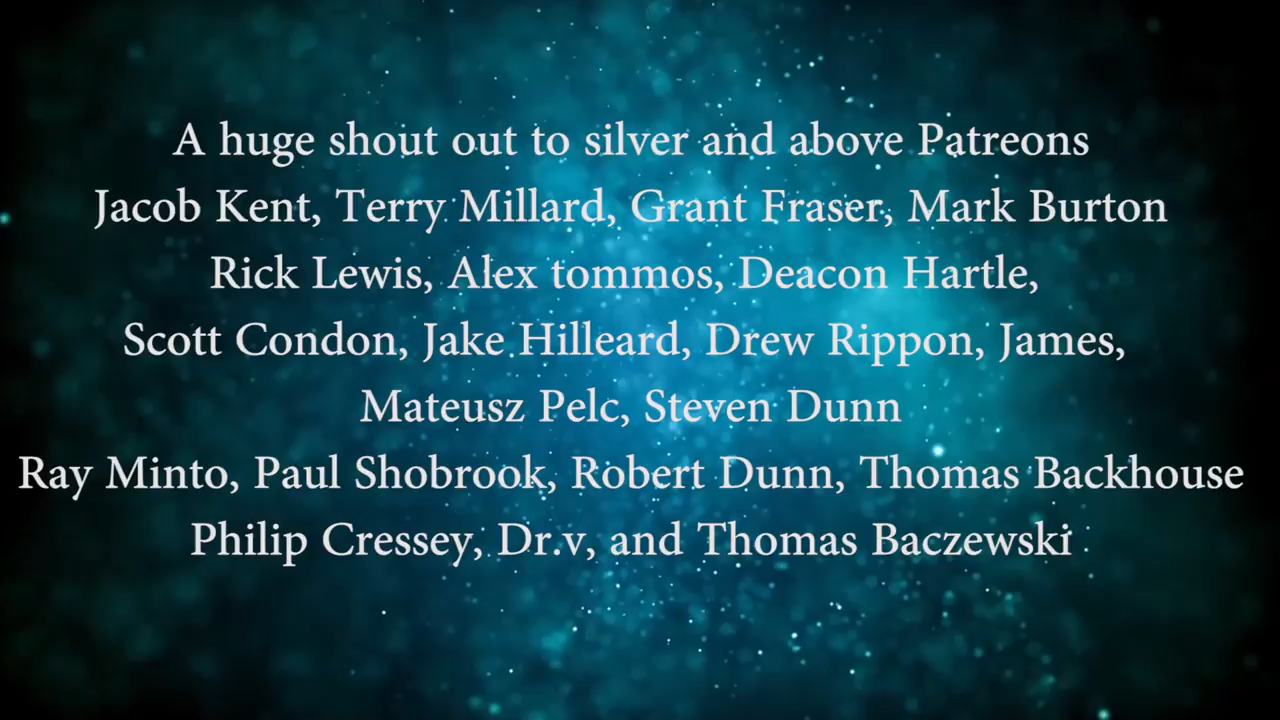 A huge shout out to silver and above Patreons
Jacob Kent, Terry Millard, Grant Fraser, Mark Burton
Rick Lewis, Alex tommos, Deacon Hartle,
Scott Condon, Jake Hilleard, Drew Rippon, James,
Mateusz Pelc, Steven Dunn
Ray Minto, Paul Shobrook, Robert Dunn, Thomas Backhouse
Philip Cressey, Dr.v, and Thomas Baczewski